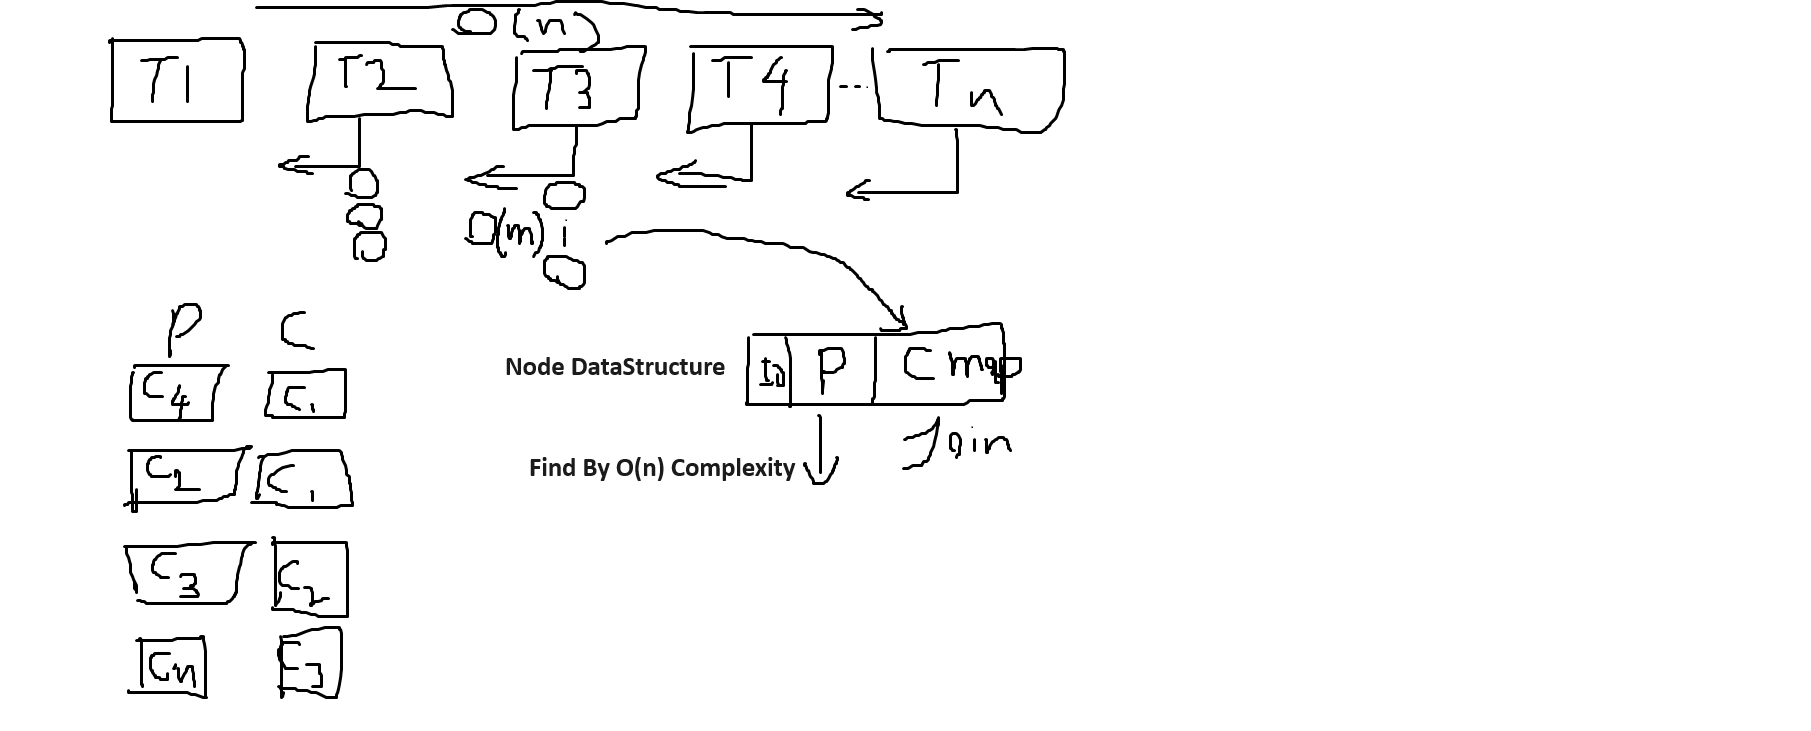 O(n)
T1 T2 T3 T4 --- Tn
O(m)
P C
C4 C1
Node DataStructure ID P C map
C2 C1
Find By O(n) Complexity Join
C3 C2
Cn C3